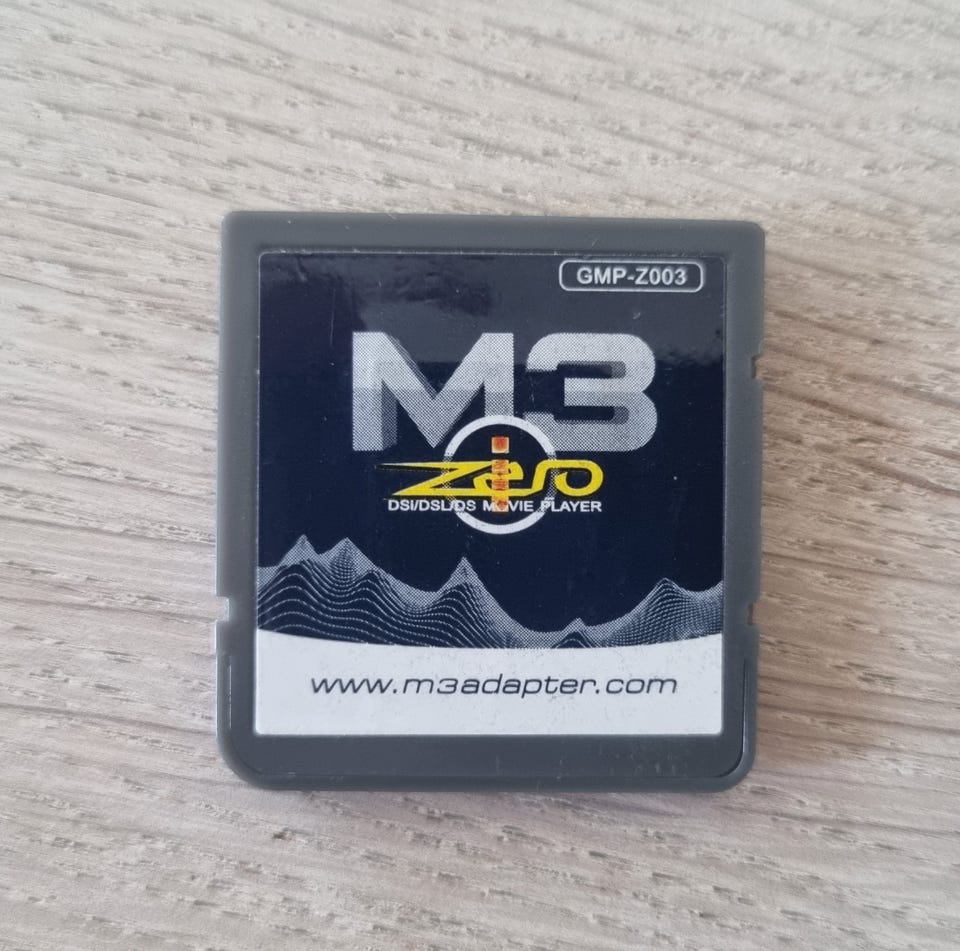 GMP-Z003
M3
i
Zero
DSI/DSL/DS MOVIE PLAYER
www.m3adapter.com